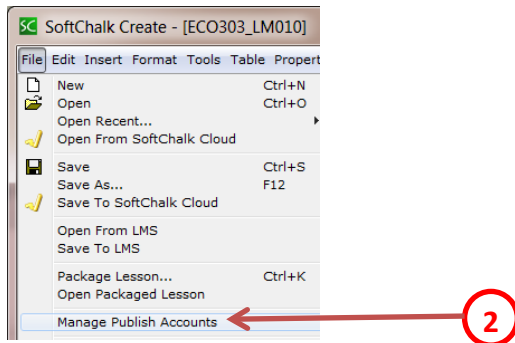 SC SoftChalk Create - [ECO303_LM010]
File Edit Insert Format Tools Table Propert
New Ctrl+N
Open Ctrl+O
Open Recent...
Open From SoftChalk Cloud
Save Ctrl+S
Save As... F12
Save To SoftChalk Cloud
Open From LMS
Save To LMS
Package Lesson... Ctrl+K
Open Packaged Lesson
Manage Publish Accounts
2